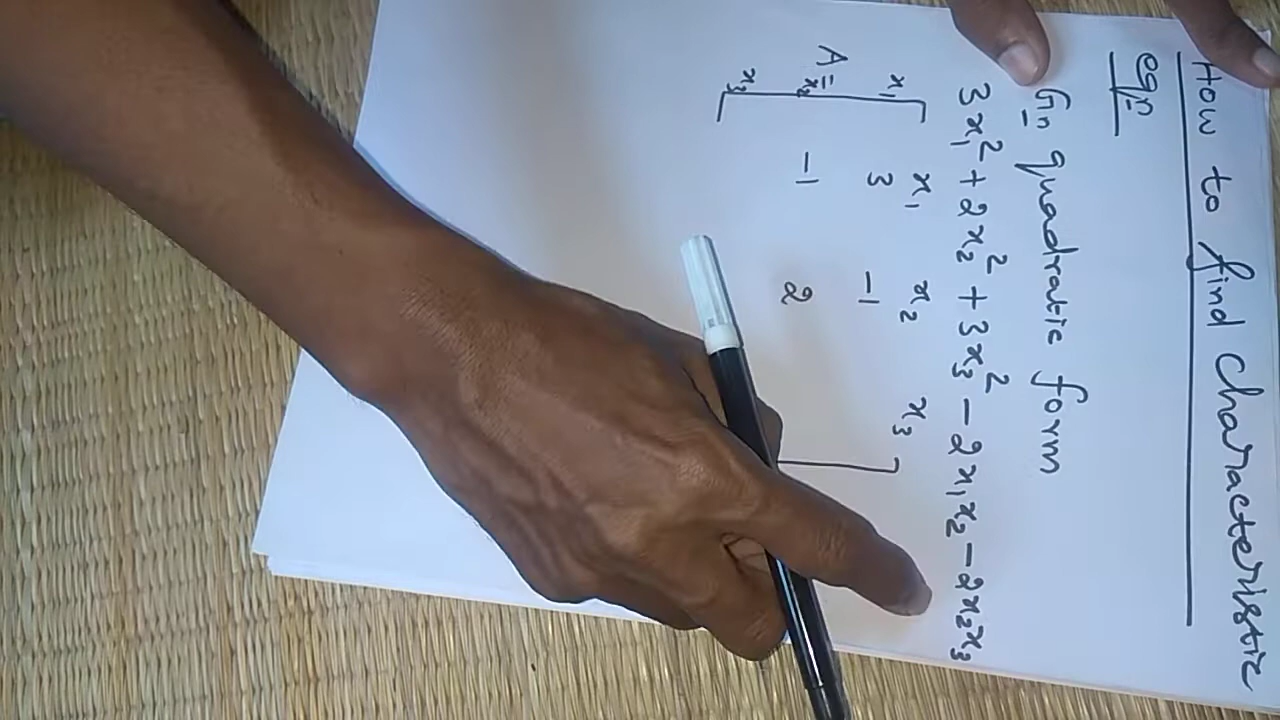 How to find characteristic
eqn
Gn quadratic form
3x₁² + 2x₂² + 3x₃² - 2x₁x₂ - 2x₂x₃
x₁ x₂ x₃
x₁ 3 -1
A = x₂ -1 2
x₃